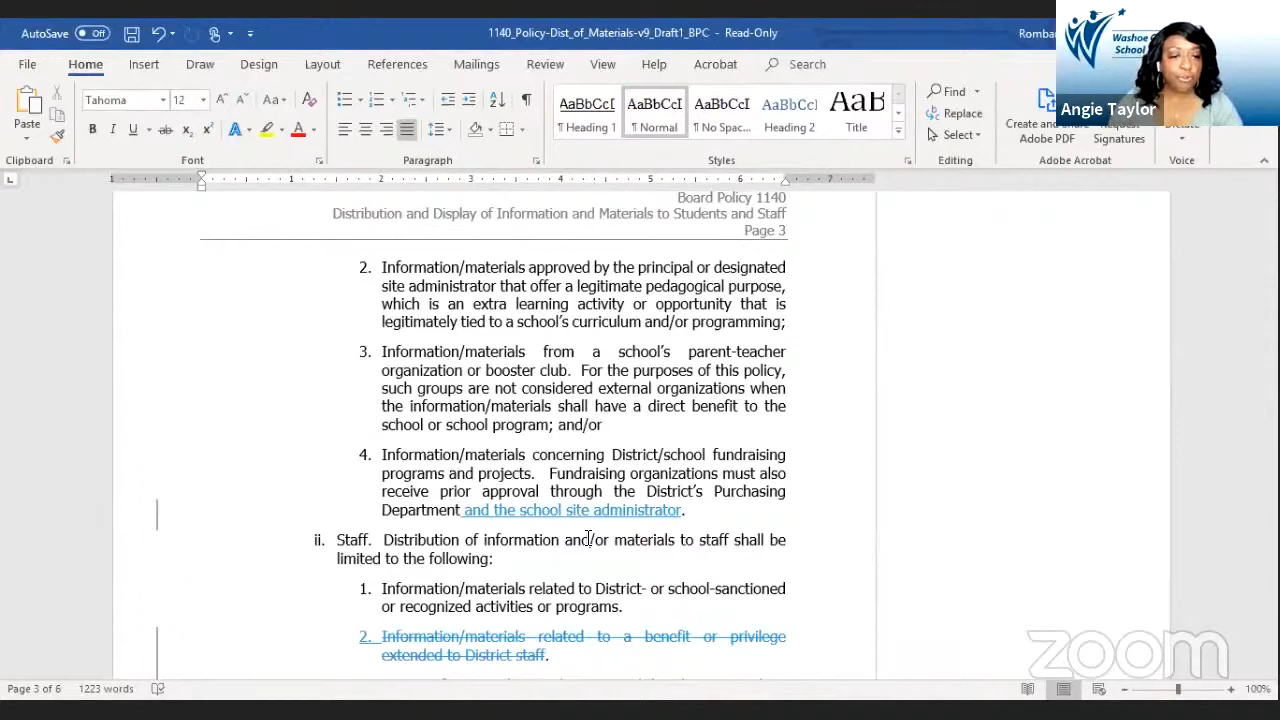 AutoSave Off 1140_Policy-Dist_of_Materials-v9_Draft1_BPC - Read-Only
Washoe
School
Angie Taylor
File Home Insert Draw Design Layout References Mailings Review View Help Acrobat Search
Paste
Tahoma 12
Clipboard Font Paragraph Styles Editing Adobe Acrobat Voice
AaBbCcI AaBbCcI AaBbCcI AaBbCcI AaB
¶ Heading 1 ¶ Normal ¶ No Spac... Heading 2 Title
Find
Replace
Select
Adobe PDF Signatures
Board Policy 1140
Distribution and Display of Information and Materials to Students and Staff
Page 3
2. Information/materials approved by the principal or designated
site administrator that offer a legitimate pedagogical purpose,
which is an extra learning activity or opportunity that is
legitimately tied to a school's curriculum and/or programming;
3. Information/materials from a school's parent-teacher
organization or booster club. For the purposes of this policy,
such groups are not considered external organizations when
the information/materials shall have a direct benefit to the
school or school program; and/or
4. Information/materials concerning District/school fundraising
programs and projects. Fundraising organizations must also
receive prior approval through the District's Purchasing
Department and the school site administrator.
ii. Staff. Distribution of information and/or materials to staff shall be
limited to the following:
1. Information/materials related to District- or school-sanctioned
or recognized activities or programs.
2. Information/materials related to a benefit or privilege
extended to District staff.
zoom
Page 3 of 6 1223 words 100%